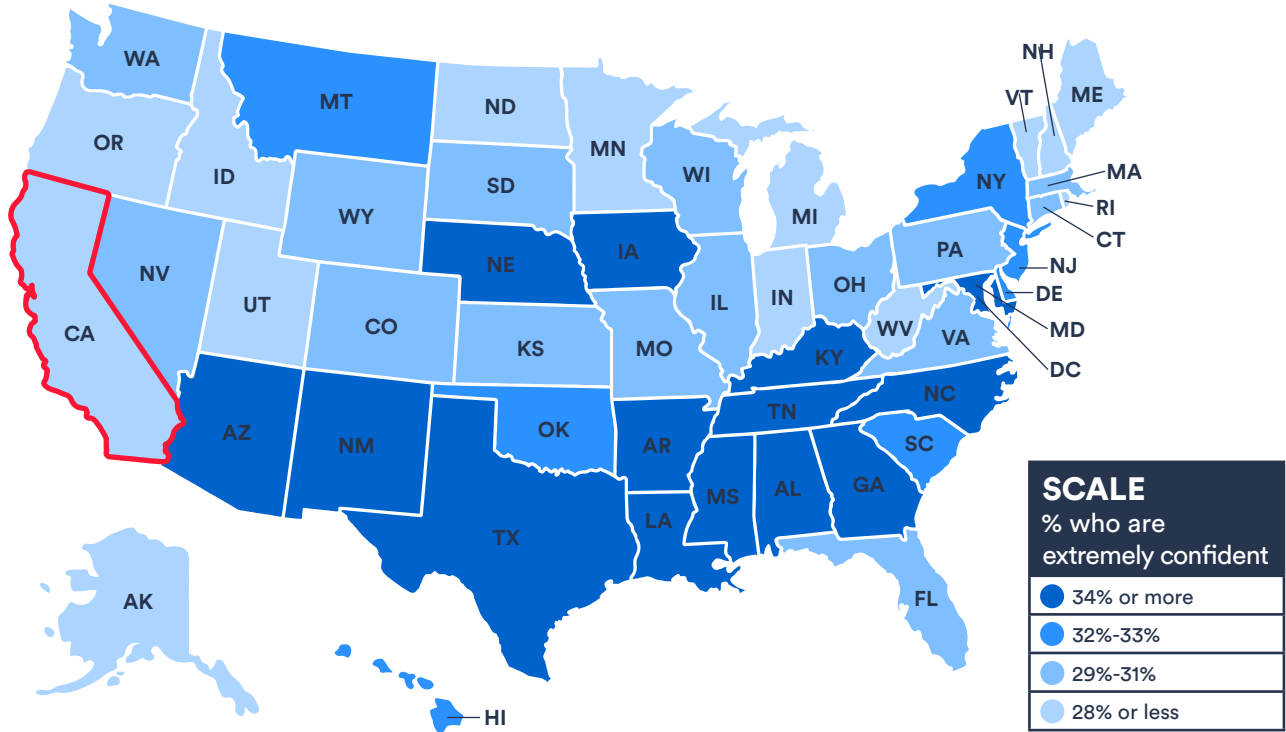 NH
WA
ME
VT
MT
ND
OR
MN
MA
ID
SD
WI
NY
RI
WY
MI
CT
PA
NE
IA
NJ
NV
OH
DE
UT
IL
IN
CO
WV
MD
CA
VA
KS
MO
KY
DC
NC
TN
AZ
OK
SC
NM
AR
GA
MS
AL
LA
TX
AK
FL
HI
SCALE
% who are
extremely confident
34% or more
32%-33%
29%-31%
28% or less